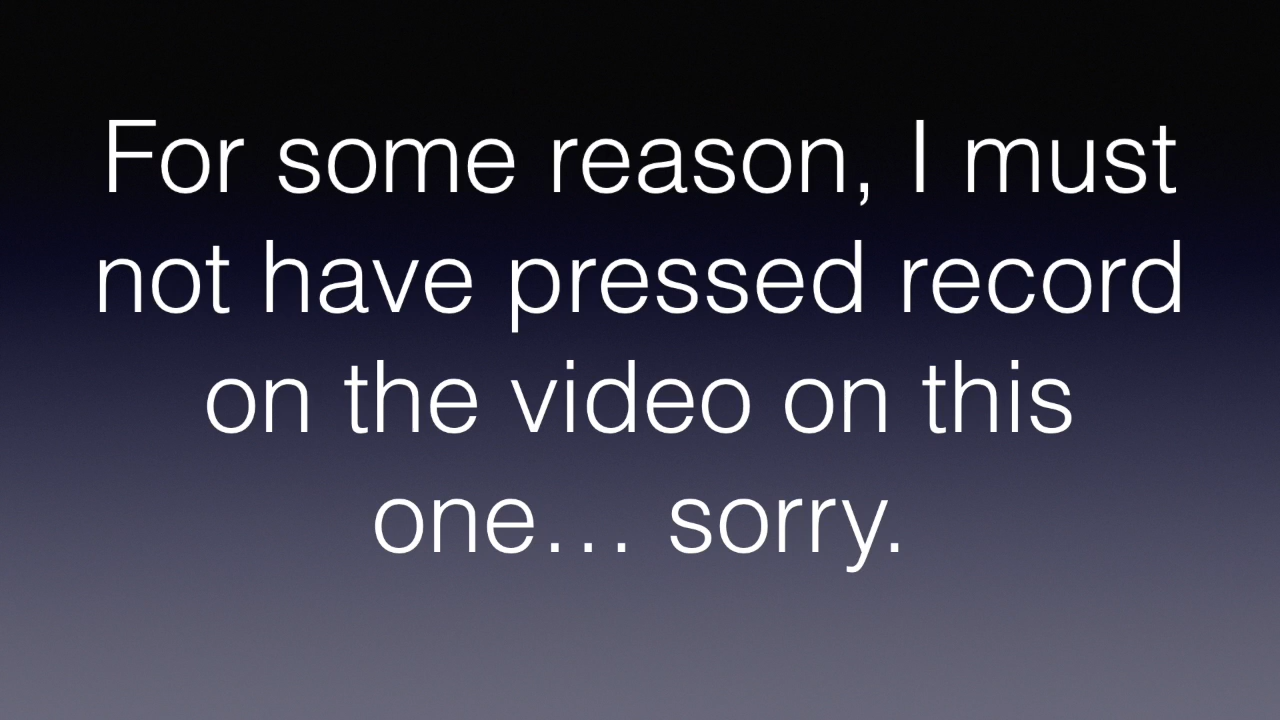 For some reason, I must
not have pressed record
on the video on this
one… sorry.